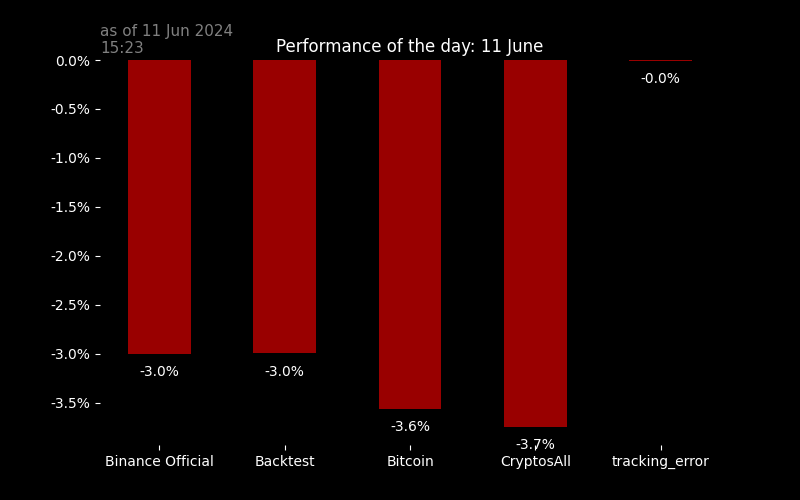 as of 11 Jun 2024
15:23
Performance of the day: 11 June
0.0%
-0.5%
-1.0%
-1.5%
-2.0%
-2.5%
-3.0%
-3.5%
-3.0%
-3.0%
-3.6%
-3.7%
-0.0%
Binance Official
Backtest
Bitcoin
CryptosAll
tracking_error